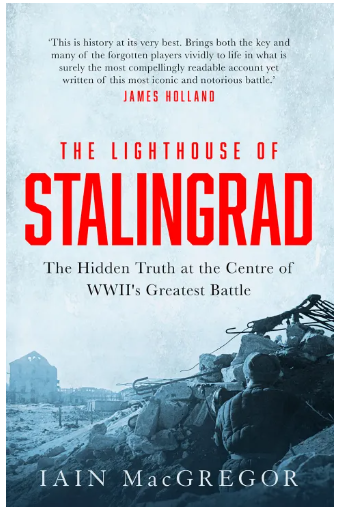 ‘This is history at its very best. Brings both the key and
many of the forgotten players vividly to life in what is
surely the most compellingly readable account yet
written of this most iconic and notorious battle.’
JAMES HOLLAND
THE LIGHTHOUSE OF
STALINGRAD
The Hidden Truth at the Centre of
WWII's Greatest Battle
IAIN MacGREGOR